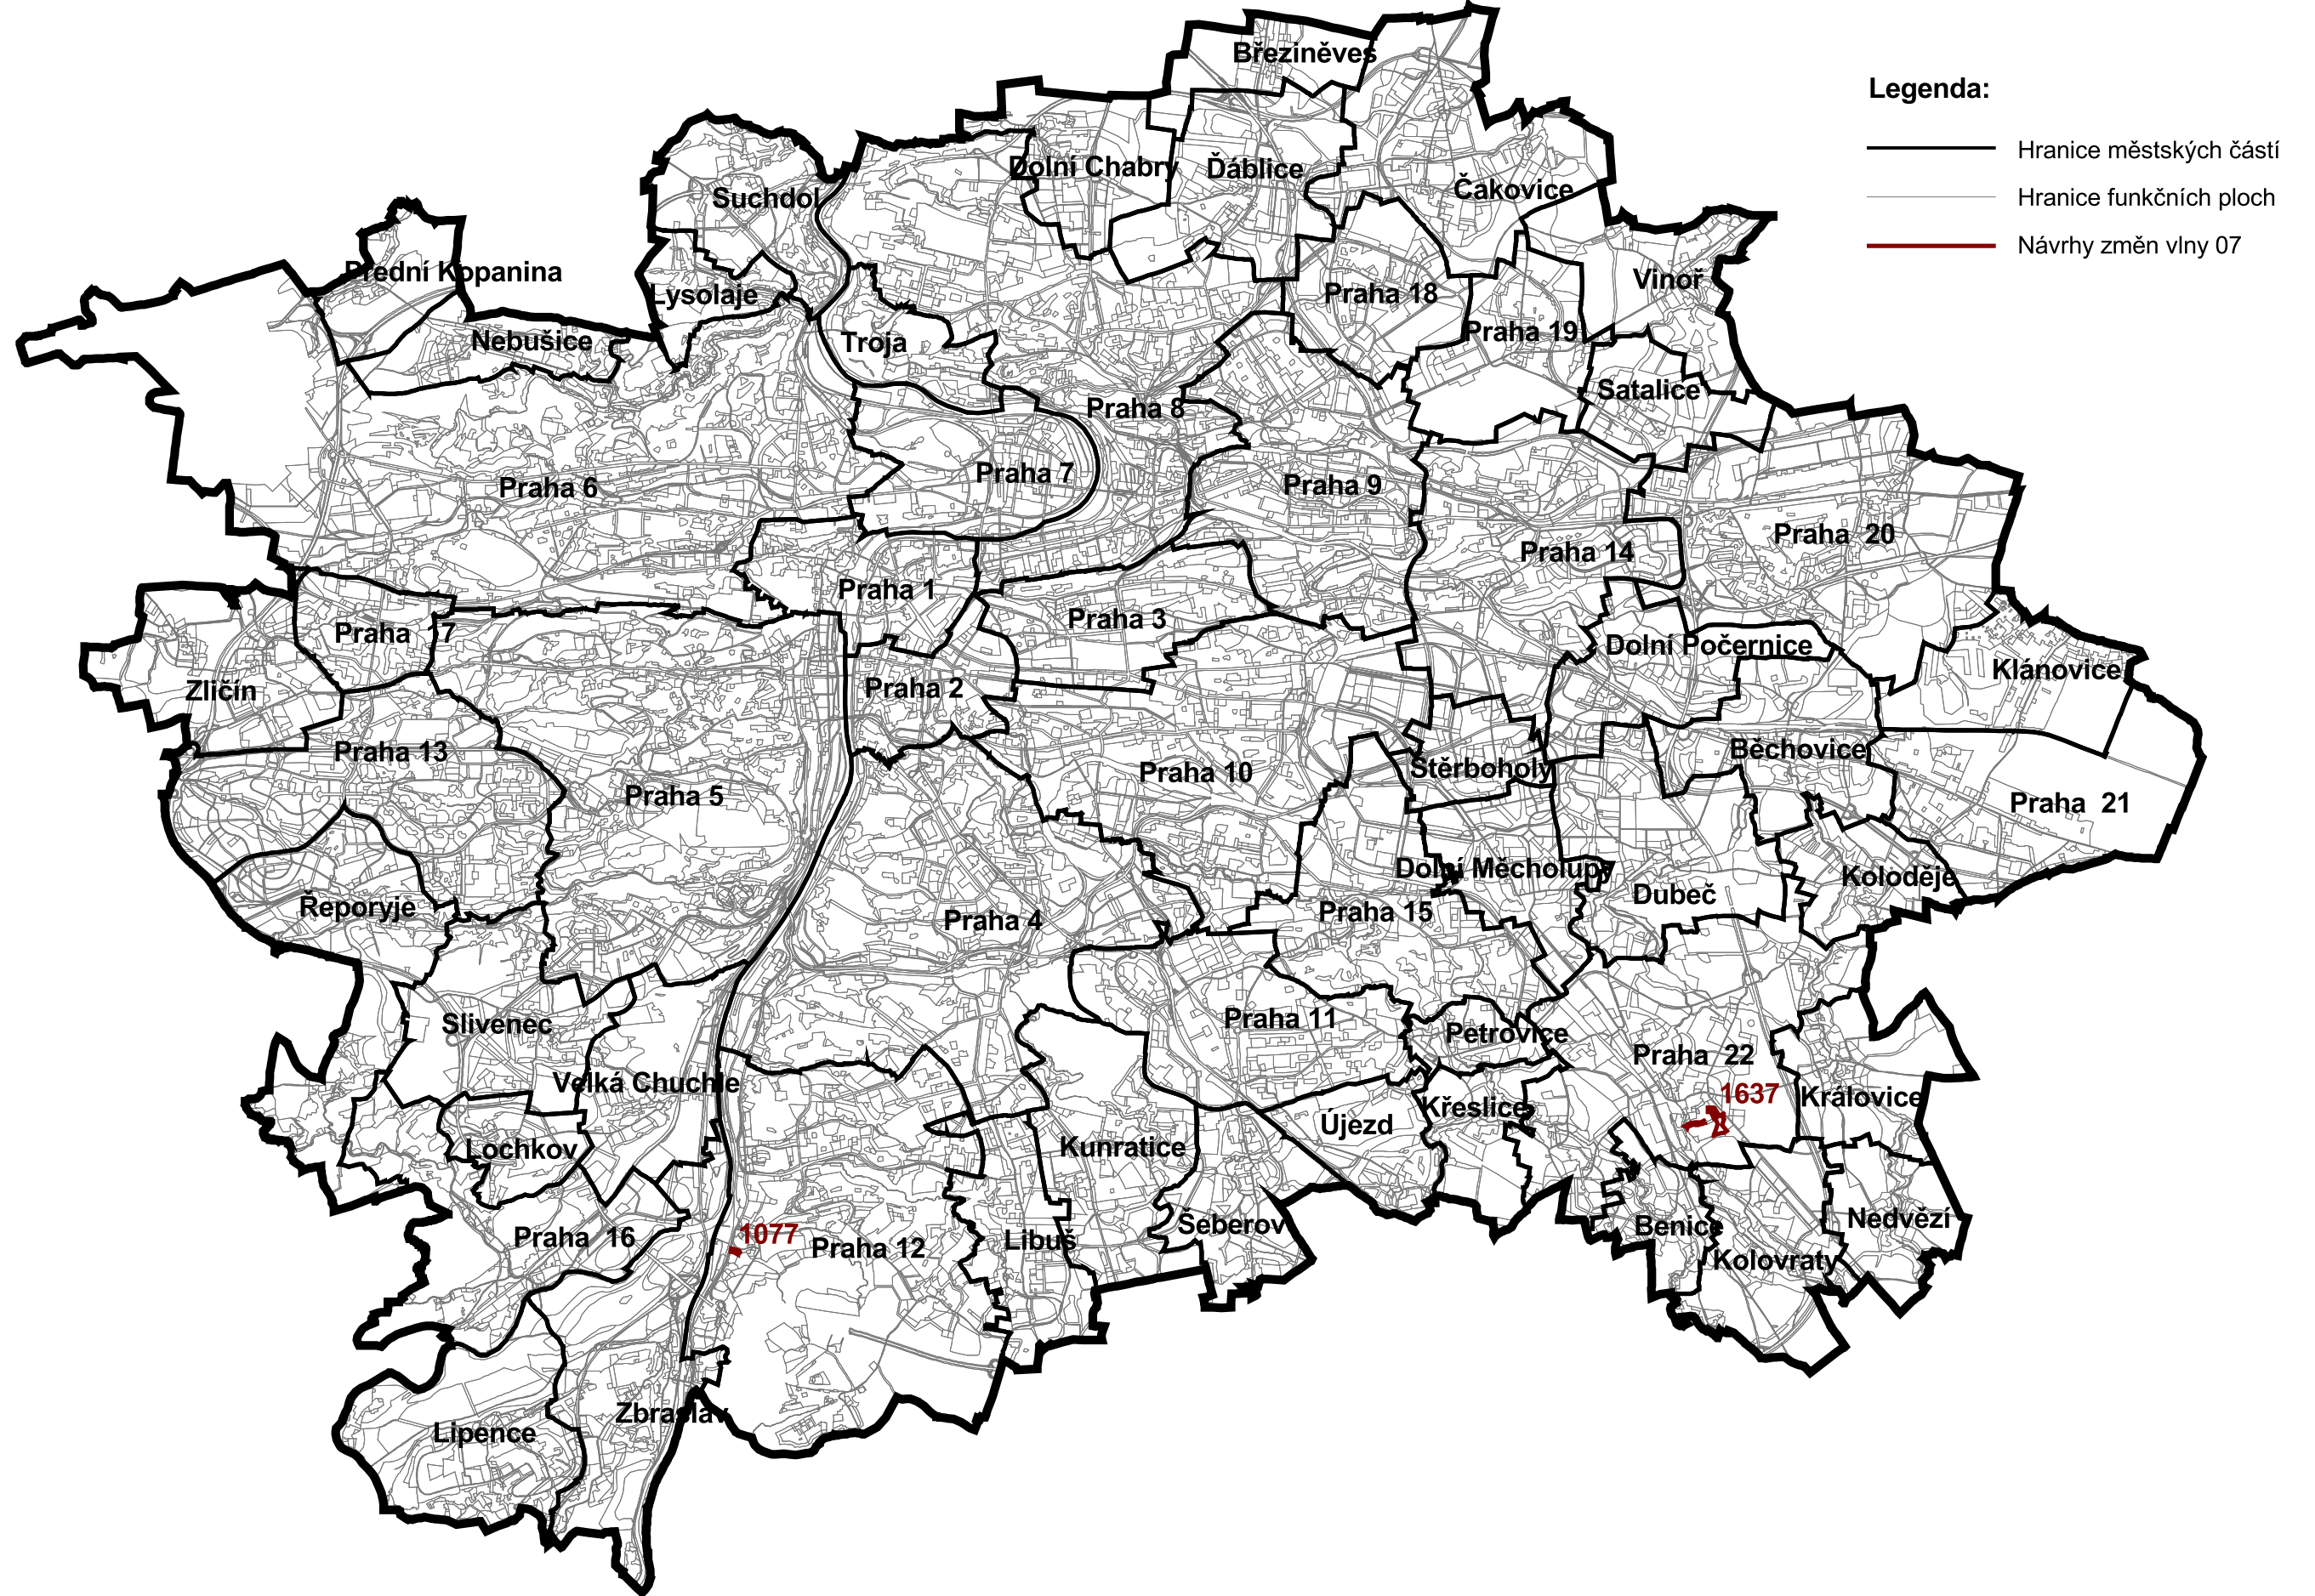 Březiněves
Legenda:
Hranice městských částí
Dolní Chabry
Ďáblice
Čakovice
Suchdol
Hranice funkčních ploch
Návrhy změn vlny 07
Přední Kopanina
Lysolaje
Praha 18
Vinoř
Nebušice
Troja
Praha 19
Satalice
Praha 8
Praha 7
Praha 6
Praha 9
Praha 20
Praha 14
Praha 1
Praha 3
Praha 17
Dolní Počernice
Klánovice
Zličín
Praha 2
Praha 13
Běchovice
Praha 5
Praha 10
Štěrboholy
Praha 21
Dolní Měcholupy
Koloděje
Dubeč
Řeporyje
Praha 4
Praha 15
Slivenec
Praha 11
Petrovice
Praha 22
Velká Chuchle
1637
Královice
Křeslice
Újezd
Lochkov
Kunratice
Praha 16
1077
Praha 12
Libuš
Šeberov
Benice
Nedvězí
Kolovraty
Zbraslav
Lipence